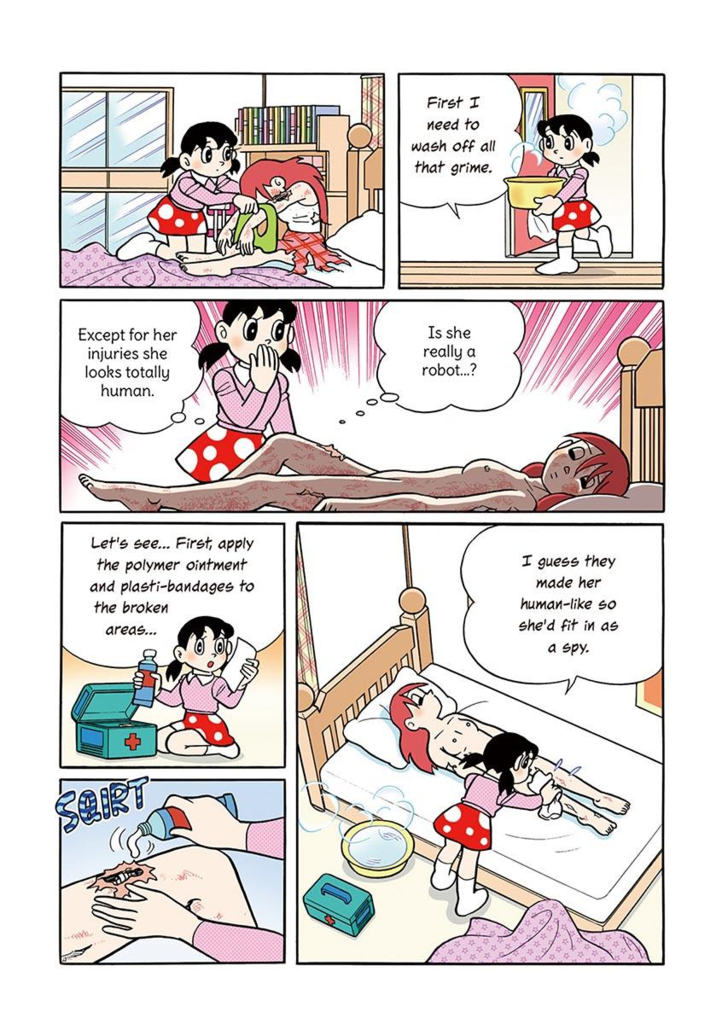 First I
need to
wash off all
that grime.
Except for her
injuries she
looks totally
human.
Is she
really a
robot...?
Let's see... First, apply
the polymer ointment
and plasti-bandages to
the broken
areas...
I guess they
made her
human-like so
she'd fit in as
a spy.
SQIRT